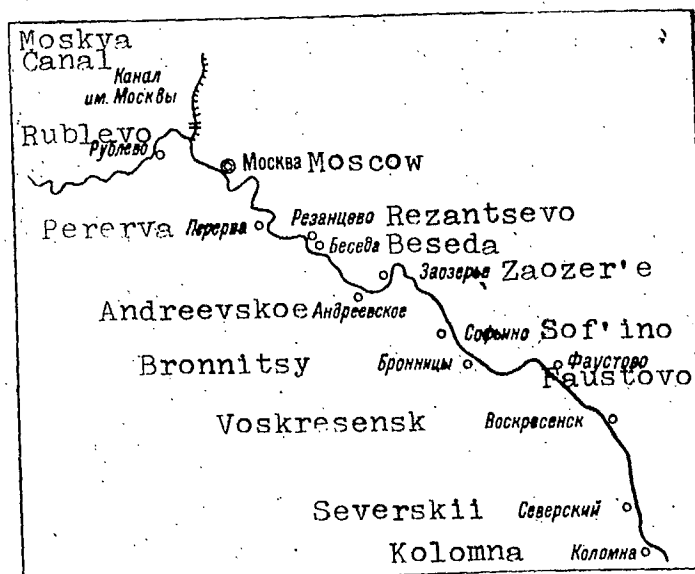 Moskva
Canal
Канал
им. Москвы
Rublevo
Рублево
Москва Moscow
Pererva Перерва
Резанцево Rezantsevo
Беседа Beseda
Заозерье Zaozer'e
Andreevskoe Андреевское
Софьино Sof'ino
Bronnitsy Бронницы
Фаустово
Faustovo
Voskresensk Воскресенск
Severskii Северский
Kolomna Коломна